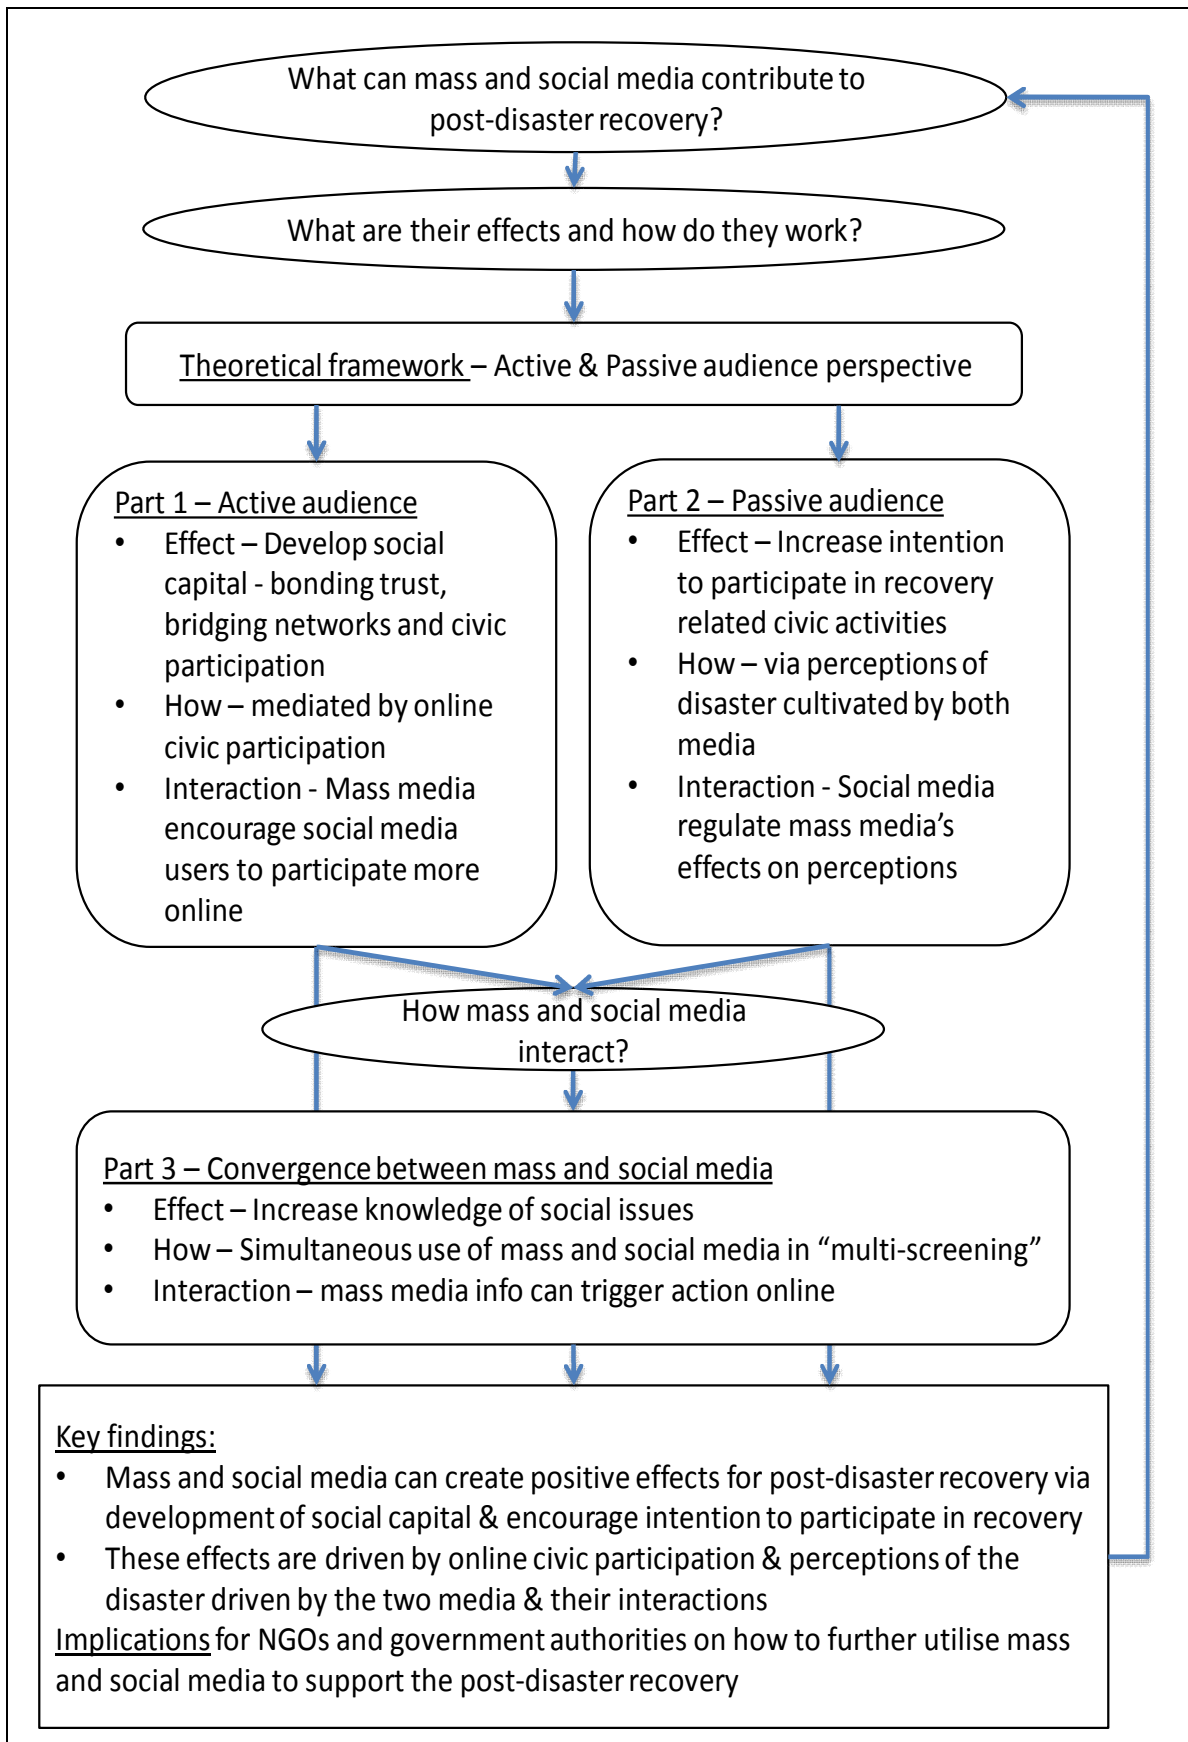 What can mass and social media contribute to
post-disaster recovery?
What are their effects and how do they work?
Theoretical framework – Active & Passive audience perspective
Part 1 – Active audience
• Effect – Develop social
capital - bonding trust,
bridging networks and civic
participation
• How – mediated by online
civic participation
• Interaction - Mass media
encourage social media
users to participate more
online
Part 2 – Passive audience
• Effect – Increase intention
to participate in recovery
related civic activities
• How – via perceptions of
disaster cultivated by both
media
• Interaction - Social media
regulate mass media’s
effects on perceptions
How mass and social media
interact?
Part 3 – Convergence between mass and social media
• Effect – Increase knowledge of social issues
• How – Simultaneous use of mass and social media in “multi-screening”
• Interaction – mass media info can trigger action online
Key findings:
• Mass and social media can create positive effects for post-disaster recovery via
development of social capital & encourage intention to participate in recovery
• These effects are driven by online civic participation & perceptions of the
disaster driven by the two media & their interactions
Implications for NGOs and government authorities on how to further utilise mass
and social media to support the post-disaster recovery